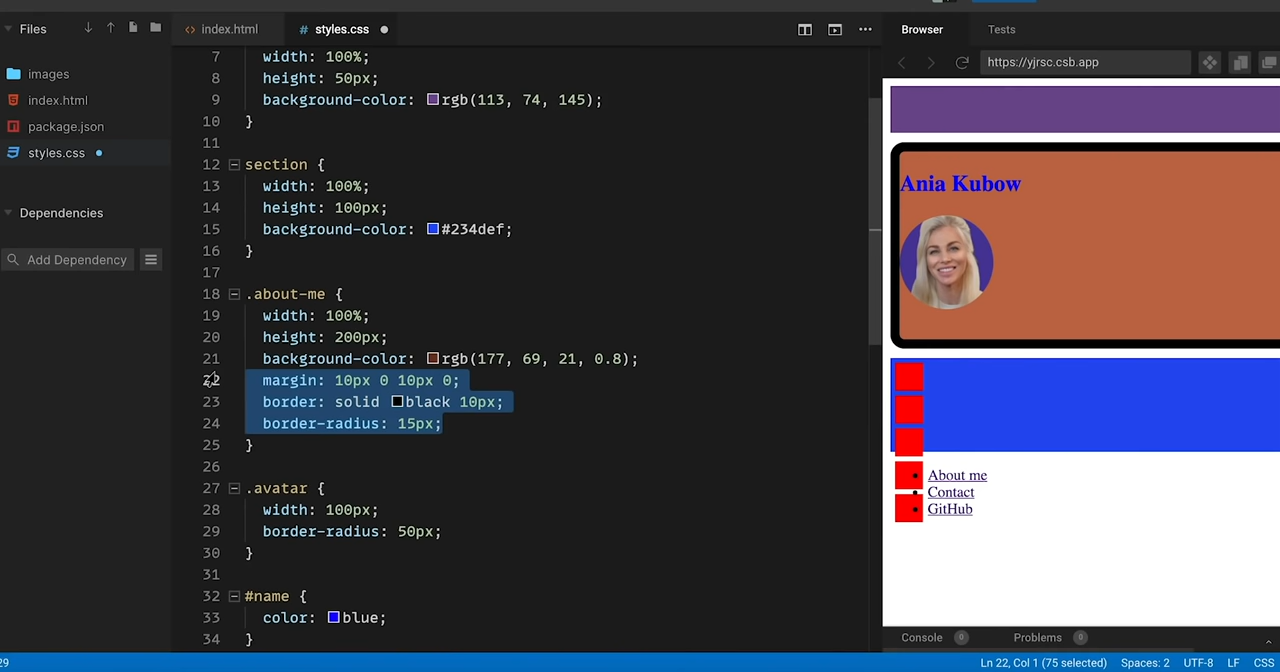 Files
images
index.html
package.json
styles.css
Dependencies
Add Dependency
<> index.html
# styles.css
7 width: 100%;
8 height: 50px;
9 background-color: rgb(113, 74, 145);
10 }
11
12 section {
13 width: 100%;
14 height: 100px;
15 background-color: #234def;
16 }
17
18 .about-me {
19 width: 100%;
20 height: 200px;
21 background-color: rgb(177, 69, 21, 0.8);
22 margin: 10px 0 10px 0;
23 border: solid black 10px;
24 border-radius: 15px;
25 }
26
27 .avatar {
28 width: 100px;
29 border-radius: 50px;
30 }
31
32 #name {
33 color: blue;
34 }
Browser Tests
https://yjrsc.csb.app
Ania Kubow
About me
Contact
GitHub
Console 0 Problems 0
29 Ln 22, Col 1 (75 selected) Spaces: 2 UTF-8 LF CSS